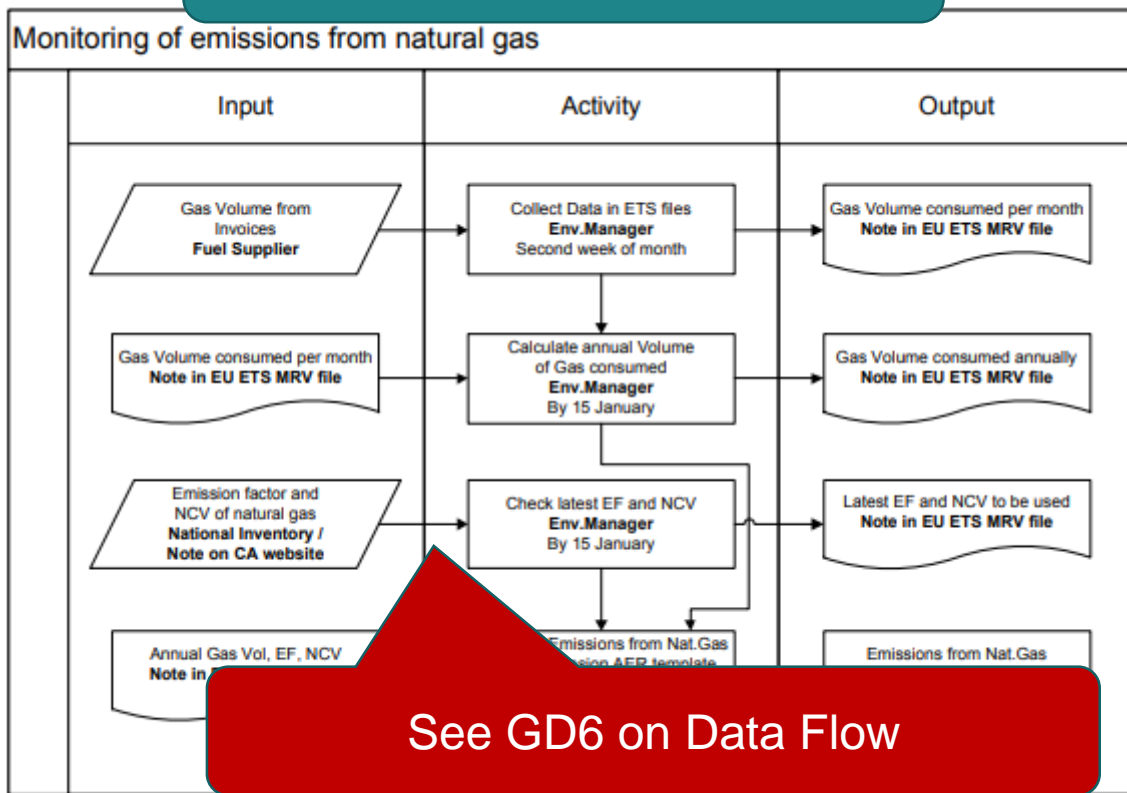 Monitoring of emissions from natural gas
Input
Activity
Output
Gas Volume from
Invoices
Fuel Supplier
Collect Data in ETS files
Env.Manager
Second week of month
Gas Volume consumed per month
Note in EU ETS MRV file
Gas Volume consumed per month
Note in EU ETS MRV file
Calculate annual Volume
of Gas consumed
Env.Manager
By 15 January
Gas Volume consumed annually
Note in EU ETS MRV file
Emission factor and
NCV of natural gas
National Inventory /
Note on CA website
Check latest EF and NCV
Env.Manager
By 15 January
Latest EF and NCV to be used
Note in EU ETS MRV file
Annual Gas Vol, EF, NCV
Note in
Emissions from Nat.Gas
AER template
Emissions from Nat.Gas
See GD6 on Data Flow